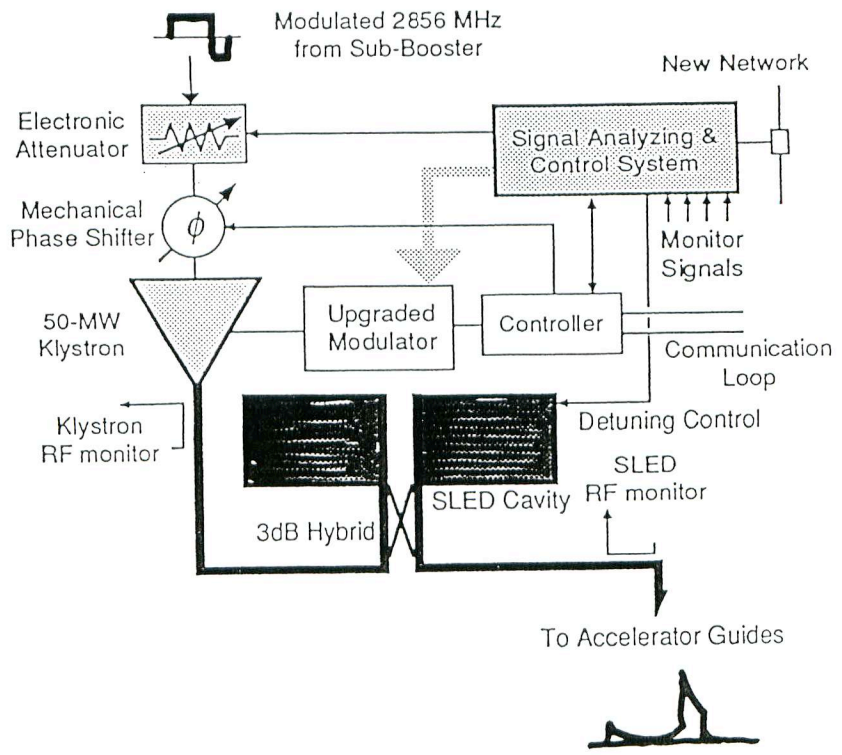 Modulated 2856 MHz
from Sub-Booster
New Network
Electronic
Attenuator
Signal Analyzing &
Control System
Mechanical
Phase Shifter
ϕ
Monitor
Signals
50-MW
Klystron
Upgraded
Modulator
Controller
Communication
Loop
Klystron
RF monitor
Detuning Control
SLED
RF monitor
SLED Cavity
3dB Hybrid
To Accelerator Guides